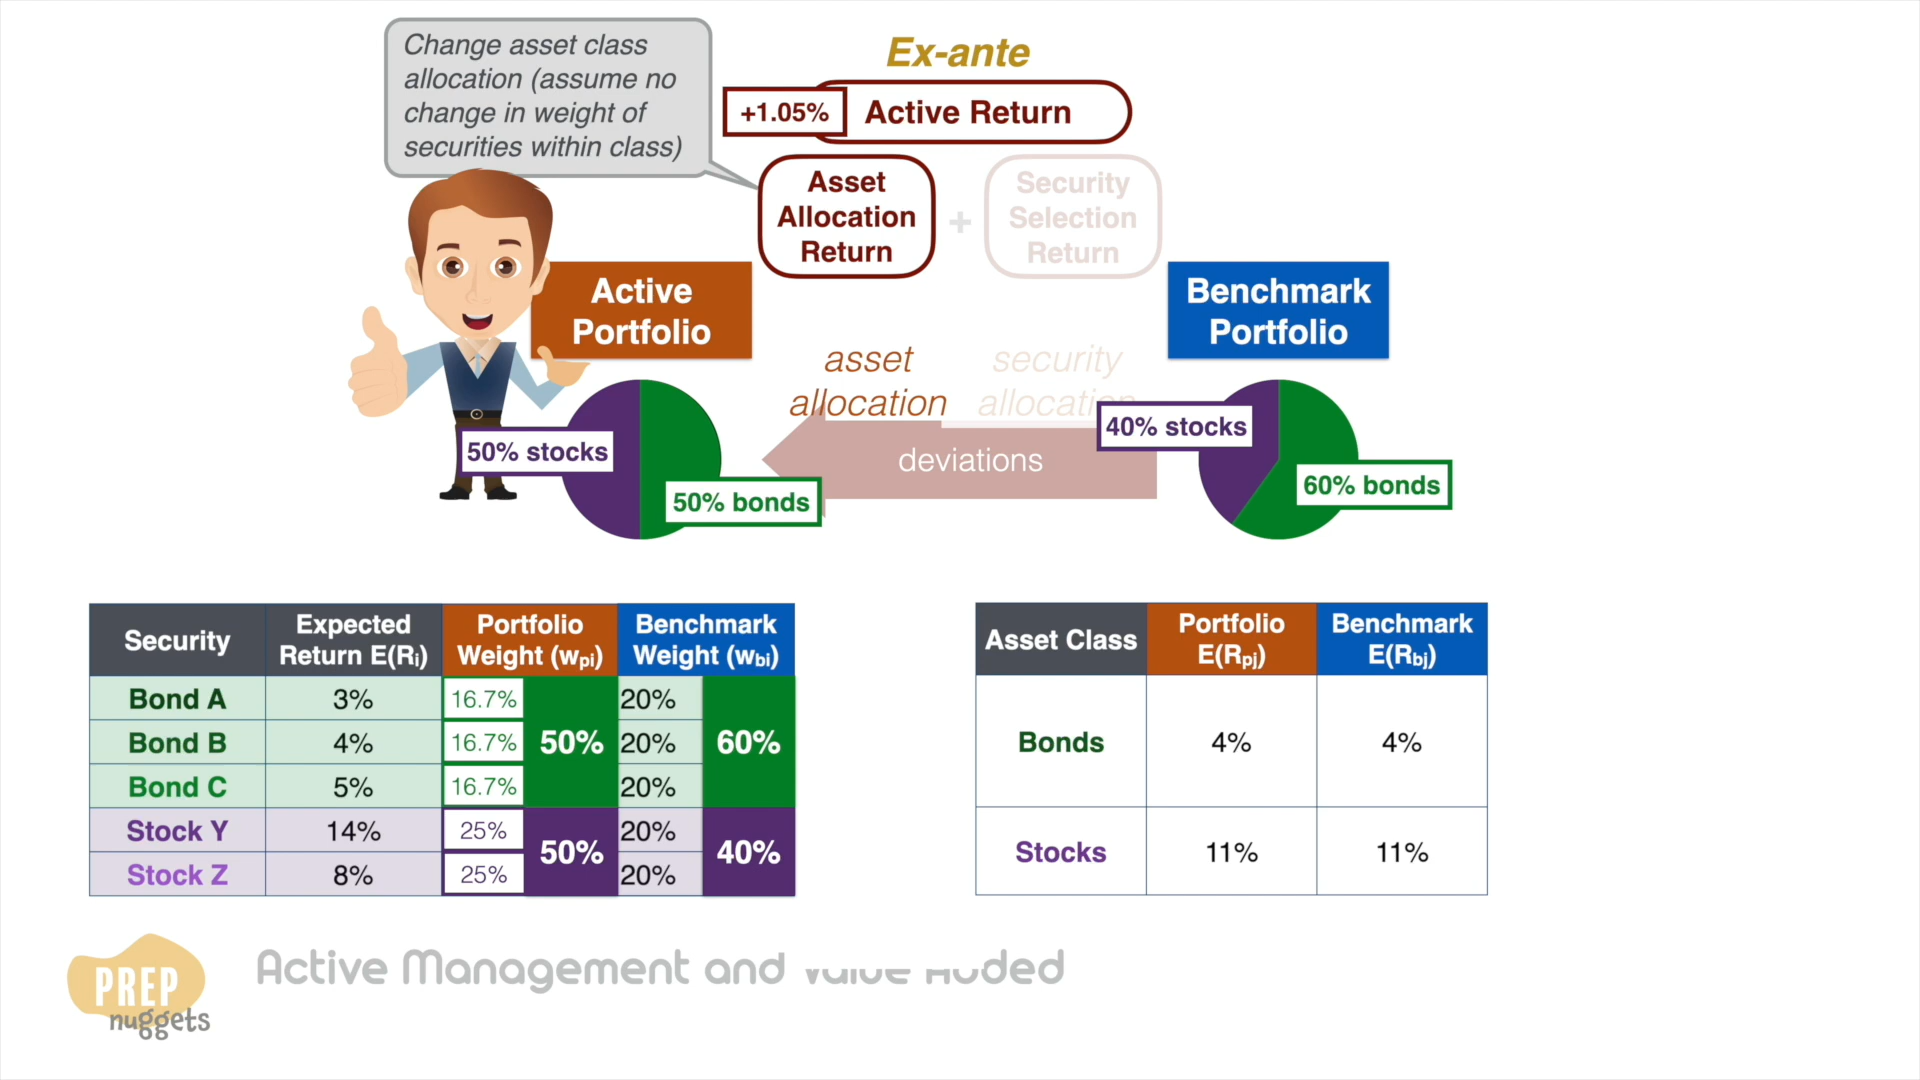 Change asset class
allocation (assume no
change in weight of
securities within class)
Ex-ante
+1.05%
Active Return
Asset
Allocation
Return
+
Security
Selection
Return
Active
Portfolio
Benchmark
Portfolio
asset
allocation
security
allocation
deviations
50% stocks
50% bonds
40% stocks
60% bonds
Security Expected Return E(Ri) Portfolio Weight (wpi) Benchmark Weight (wbi)
Bond A 3% 16.7% 20%
Bond B 4% 16.7% 50% 20% 60%
Bond C 5% 16.7% 20%
Stock Y 14% 25% 20%
50% 40%
Stock Z 8% 25% 20%
Asset Class Portfolio E(Rpj) Benchmark E(Rbj)
Bonds 4% 4%
Stocks 11% 11%
PREP
nuggets
Active Management and Value Added